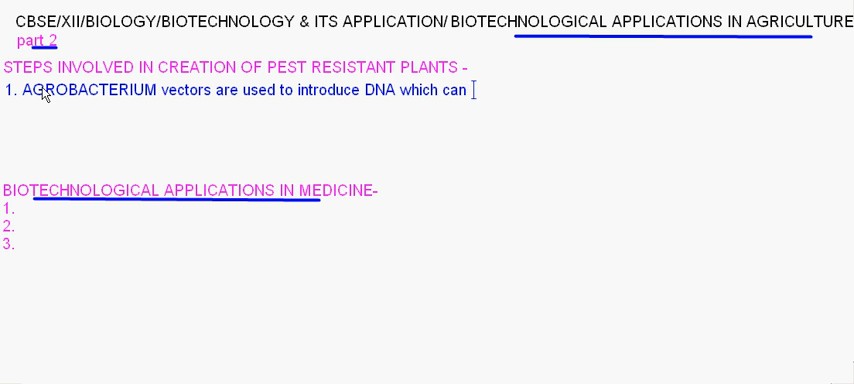 CBSE/XII/BIOLOGY/BIOTECHNOLOGY & ITS APPLICATION/BIOTECHNOLOGICAL APPLICATIONS IN AGRICULTURE
part 2
STEPS INVOLVED IN CREATION OF PEST RESISTANT PLANTS -
1. AGROBACTERIUM vectors are used to introduce DNA which can
BIOTECHNOLOGICAL APPLICATIONS IN MEDICINE-
1.
2.
3.